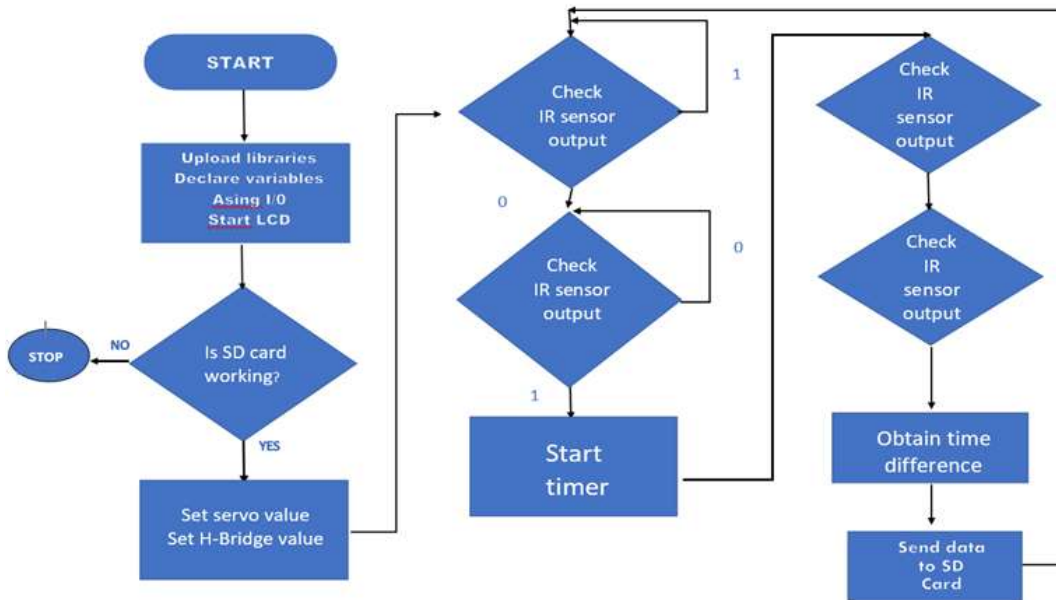 START
Upload libraries
Declare variables
Asing I/0
Start LCD
Is SD card
working?
NO
STOP
YES
Set servo value
Set H-Bridge value
Check
IR sensor
output
1
0
Check
IR sensor
output
0
1
Start
timer
Check
IR
sensor
output
Check
IR
sensor
output
Obtain time
difference
Send data
to SD
Card